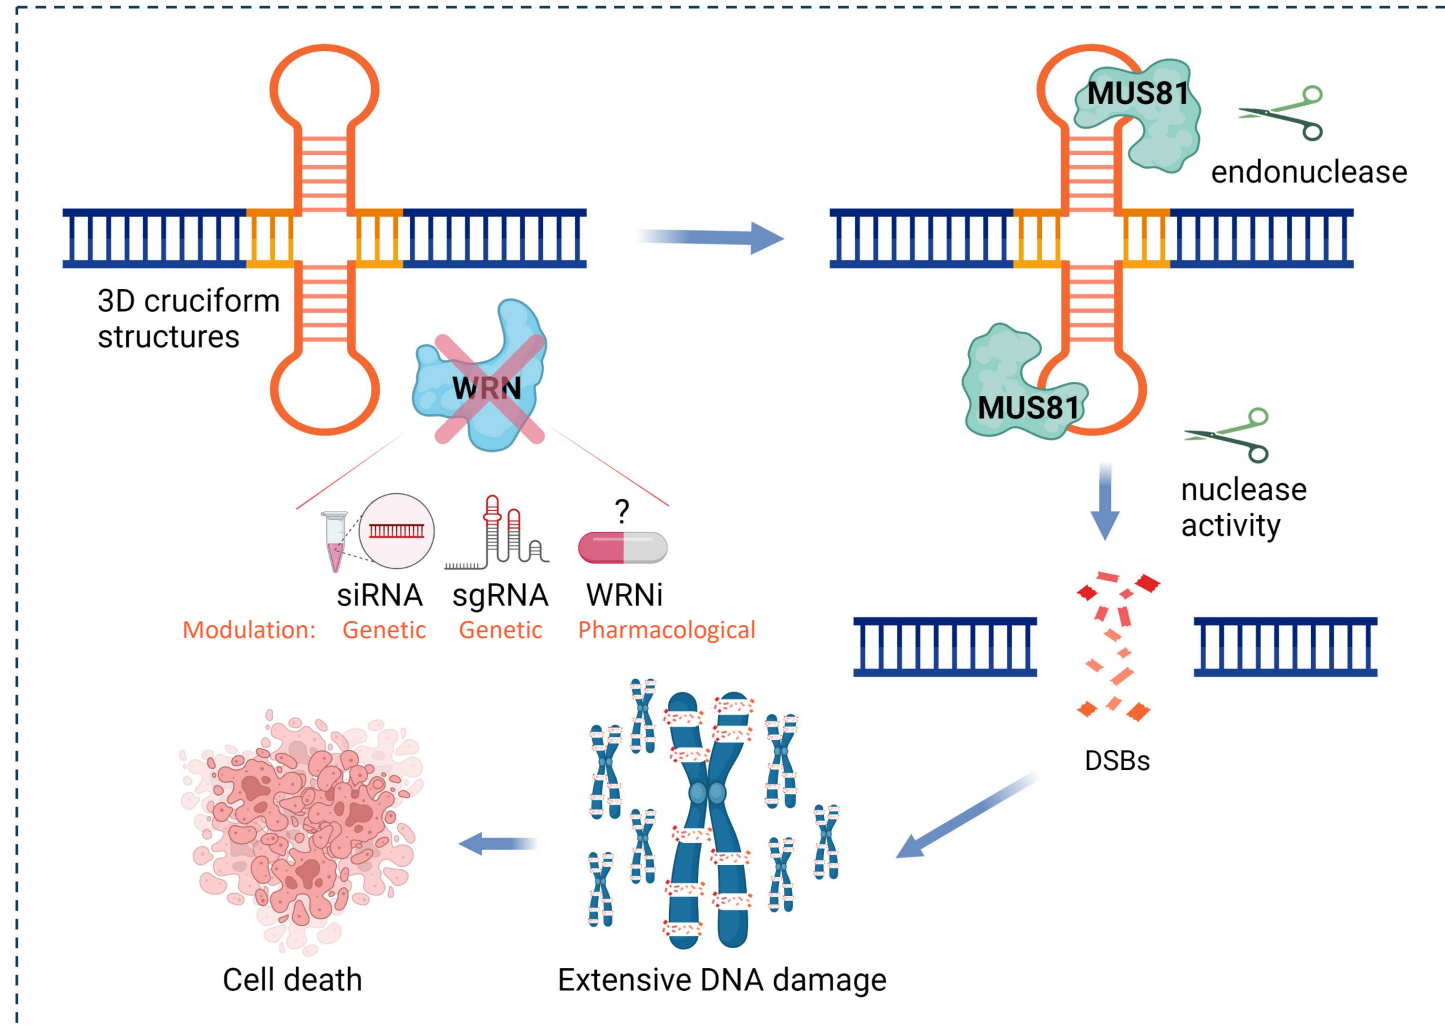 MUS81
endonuclease
3D cruciform
structures
WRN
MUS81
nuclease
activity
?
siRNA sgRNA WRNi
Modulation: Genetic Genetic Pharmacological
DSBs
Cell death
Extensive DNA damage